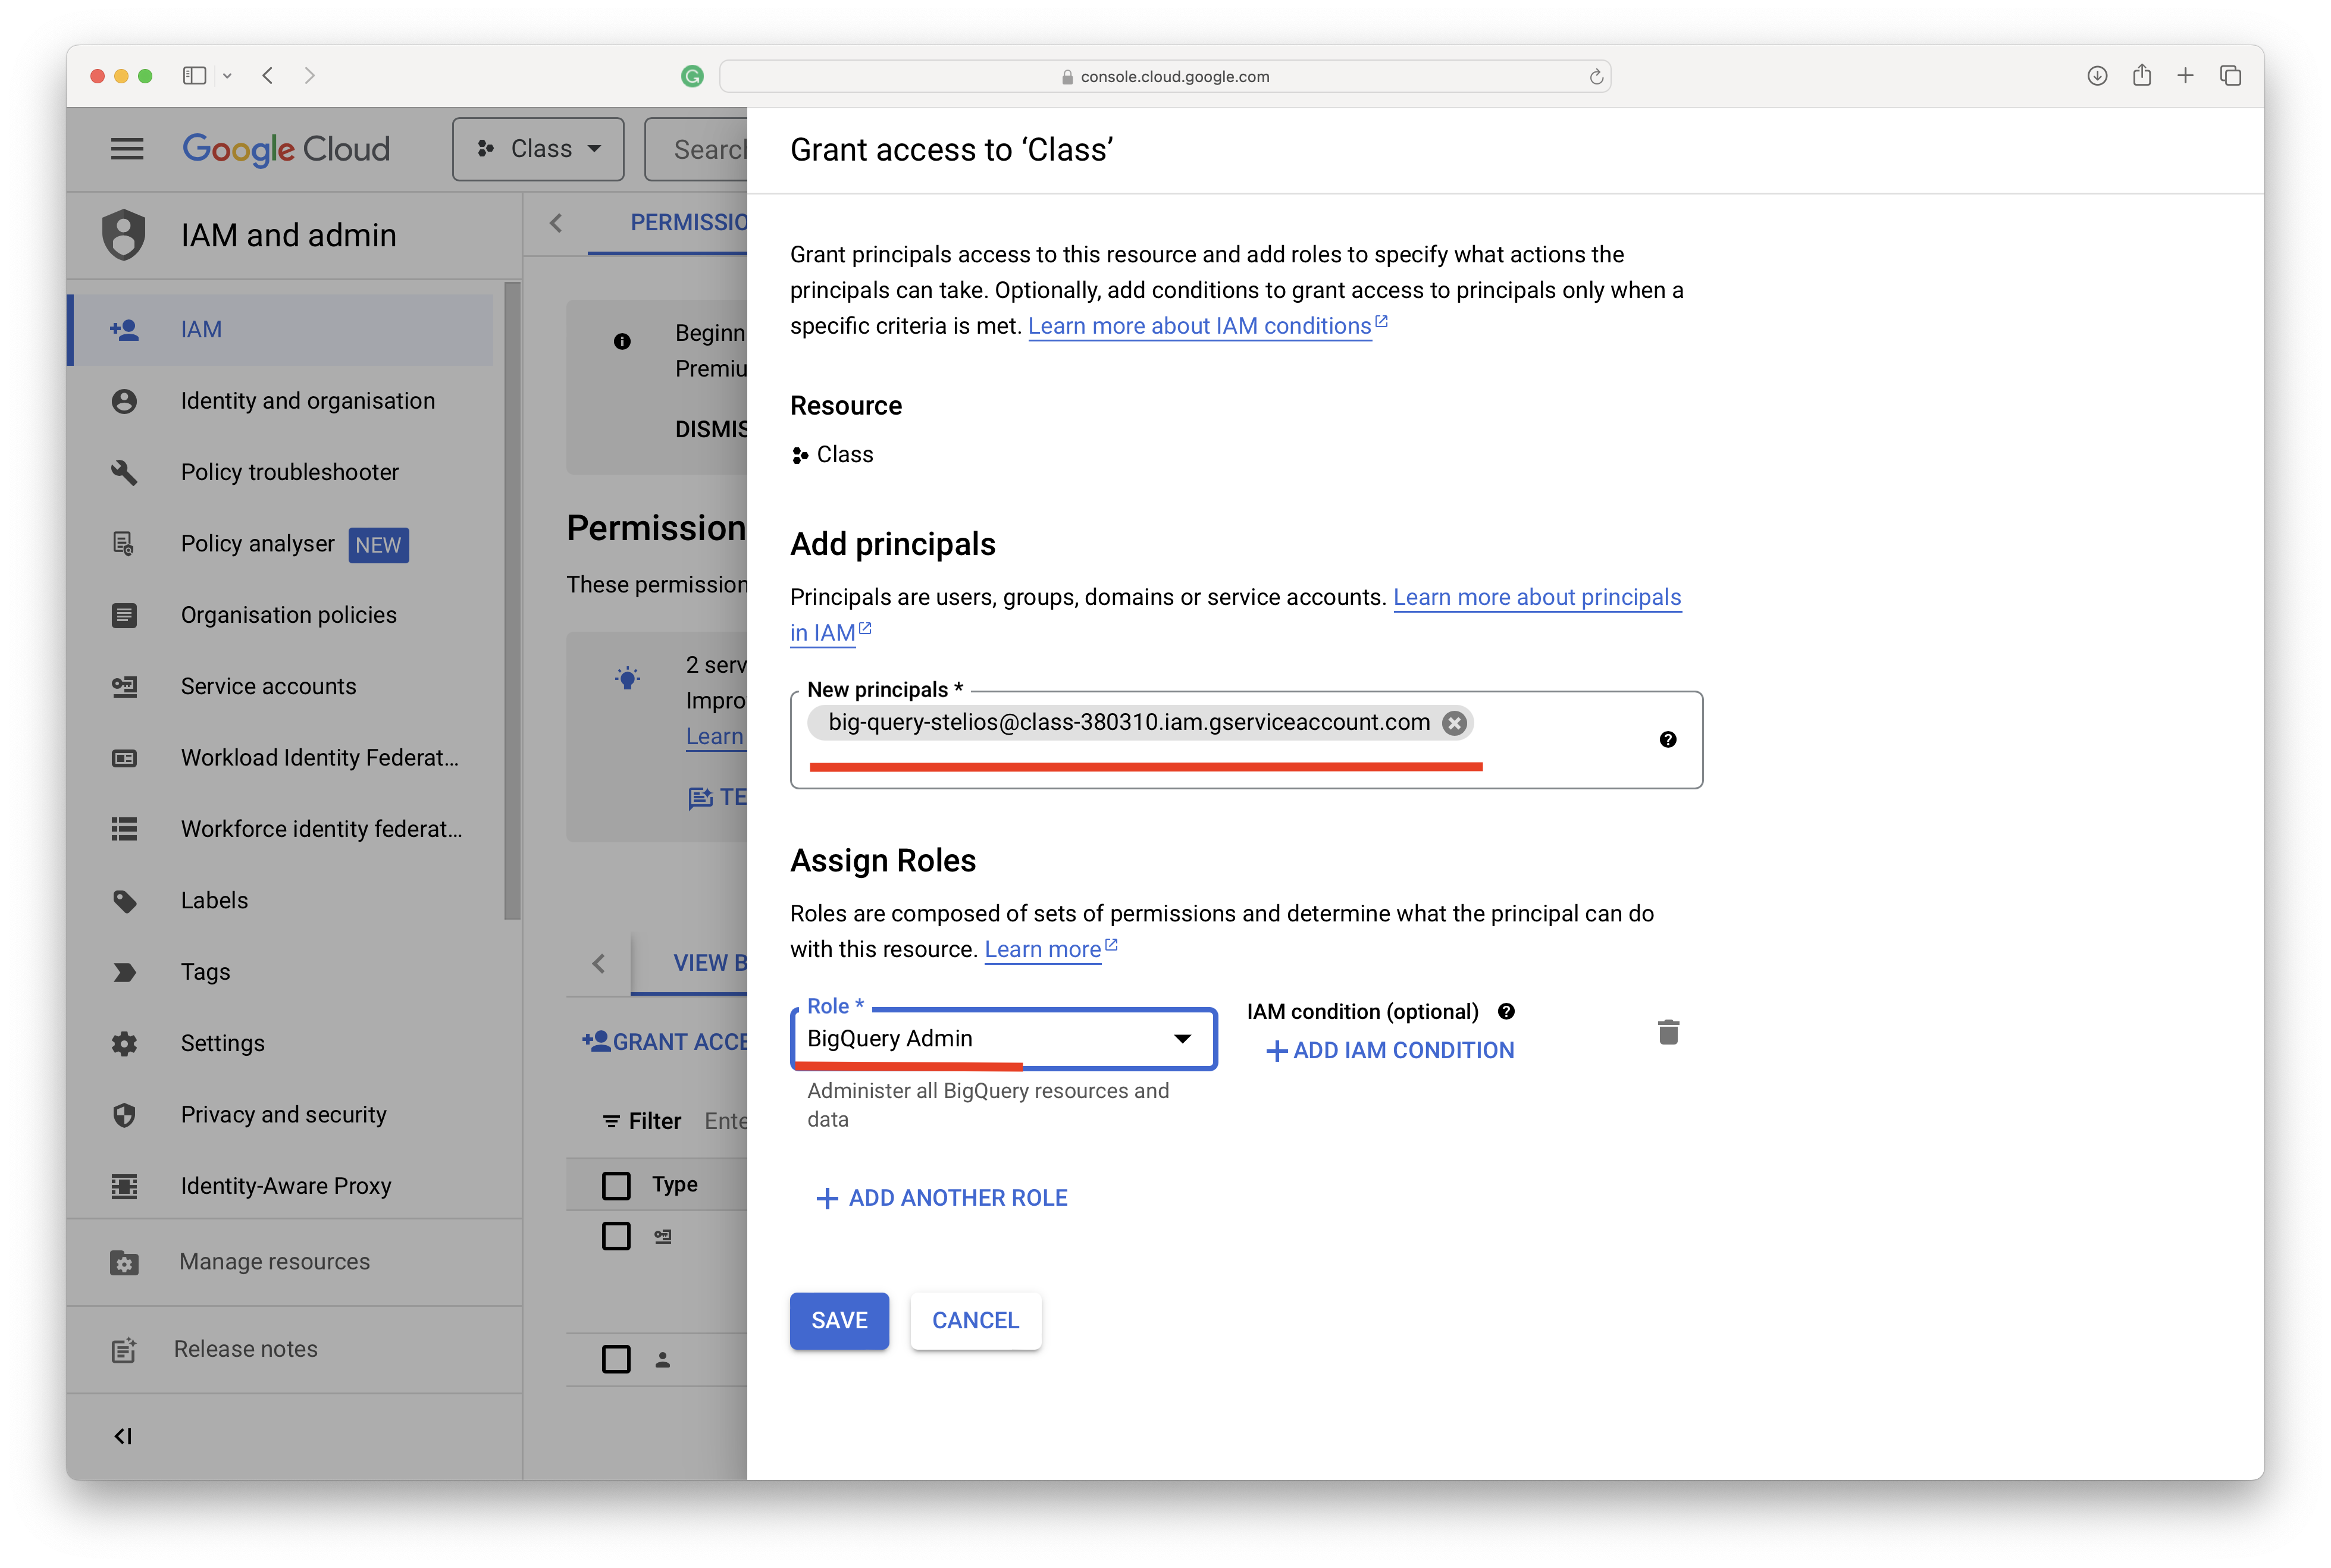 console.cloud.google.com
Google Cloud
Class
Search
IAM and admin
IAM
Identity and organisation
Policy troubleshooter
Policy analyser NEW
Organisation policies
Service accounts
Workload Identity Federat...
Workforce identity federat...
Labels
Tags
Settings
Privacy and security
Identity-Aware Proxy
Manage resources
Release notes
PERMISSIO
Beginn
Premiu
DISMIS
Permission
These permission
2 serv
Impro
Learn
TE
VIEW B
GRANT ACCE
Filter Ente
Type
Grant access to ‘Class’
Grant principals access to this resource and add roles to specify what actions the
principals can take. Optionally, add conditions to grant access to principals only when a
specific criteria is met. Learn more about IAM conditions
Resource
Class
Add principals
Principals are users, groups, domains or service accounts. Learn more about principals
in IAM
New principals *
big-query-stelios@class-380310.iam.gserviceaccount.com
Assign Roles
Roles are composed of sets of permissions and determine what the principal can do
with this resource. Learn more
Role *
BigQuery Admin
IAM condition (optional)
ADD IAM CONDITION
Administer all BigQuery resources and
data
ADD ANOTHER ROLE
SAVE
CANCEL